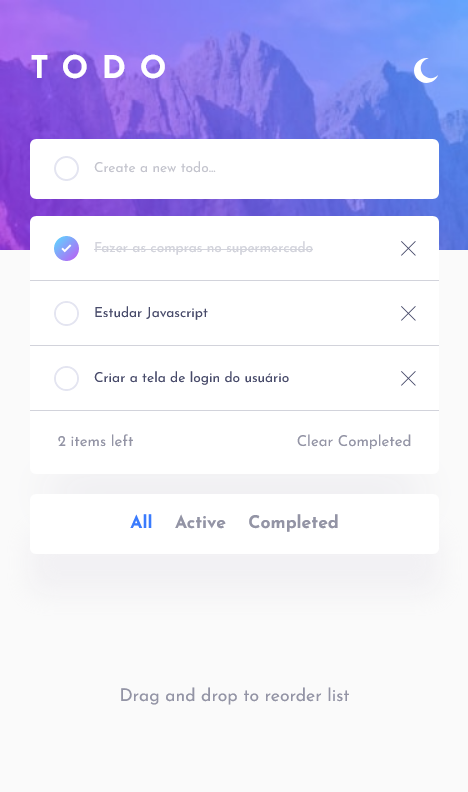 TODO
Create a new todo...
Fazer as compras no supermercado
Estudar Javascript
Criar a tela de login do usuário
2 items left Clear Completed
All Active Completed
Drag and drop to reorder list